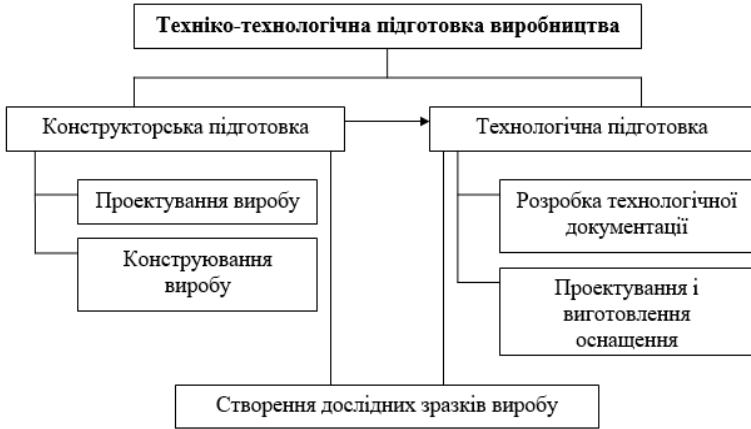 Техніко-технологічна підготовка виробництва
Конструкторська підготовка
Технологічна підготовка
Проектування виробу
Конструювання
виробу
Розробка технологічної
документації
Проектування і
виготовлення
оснащення
Створення дослідних зразків виробу